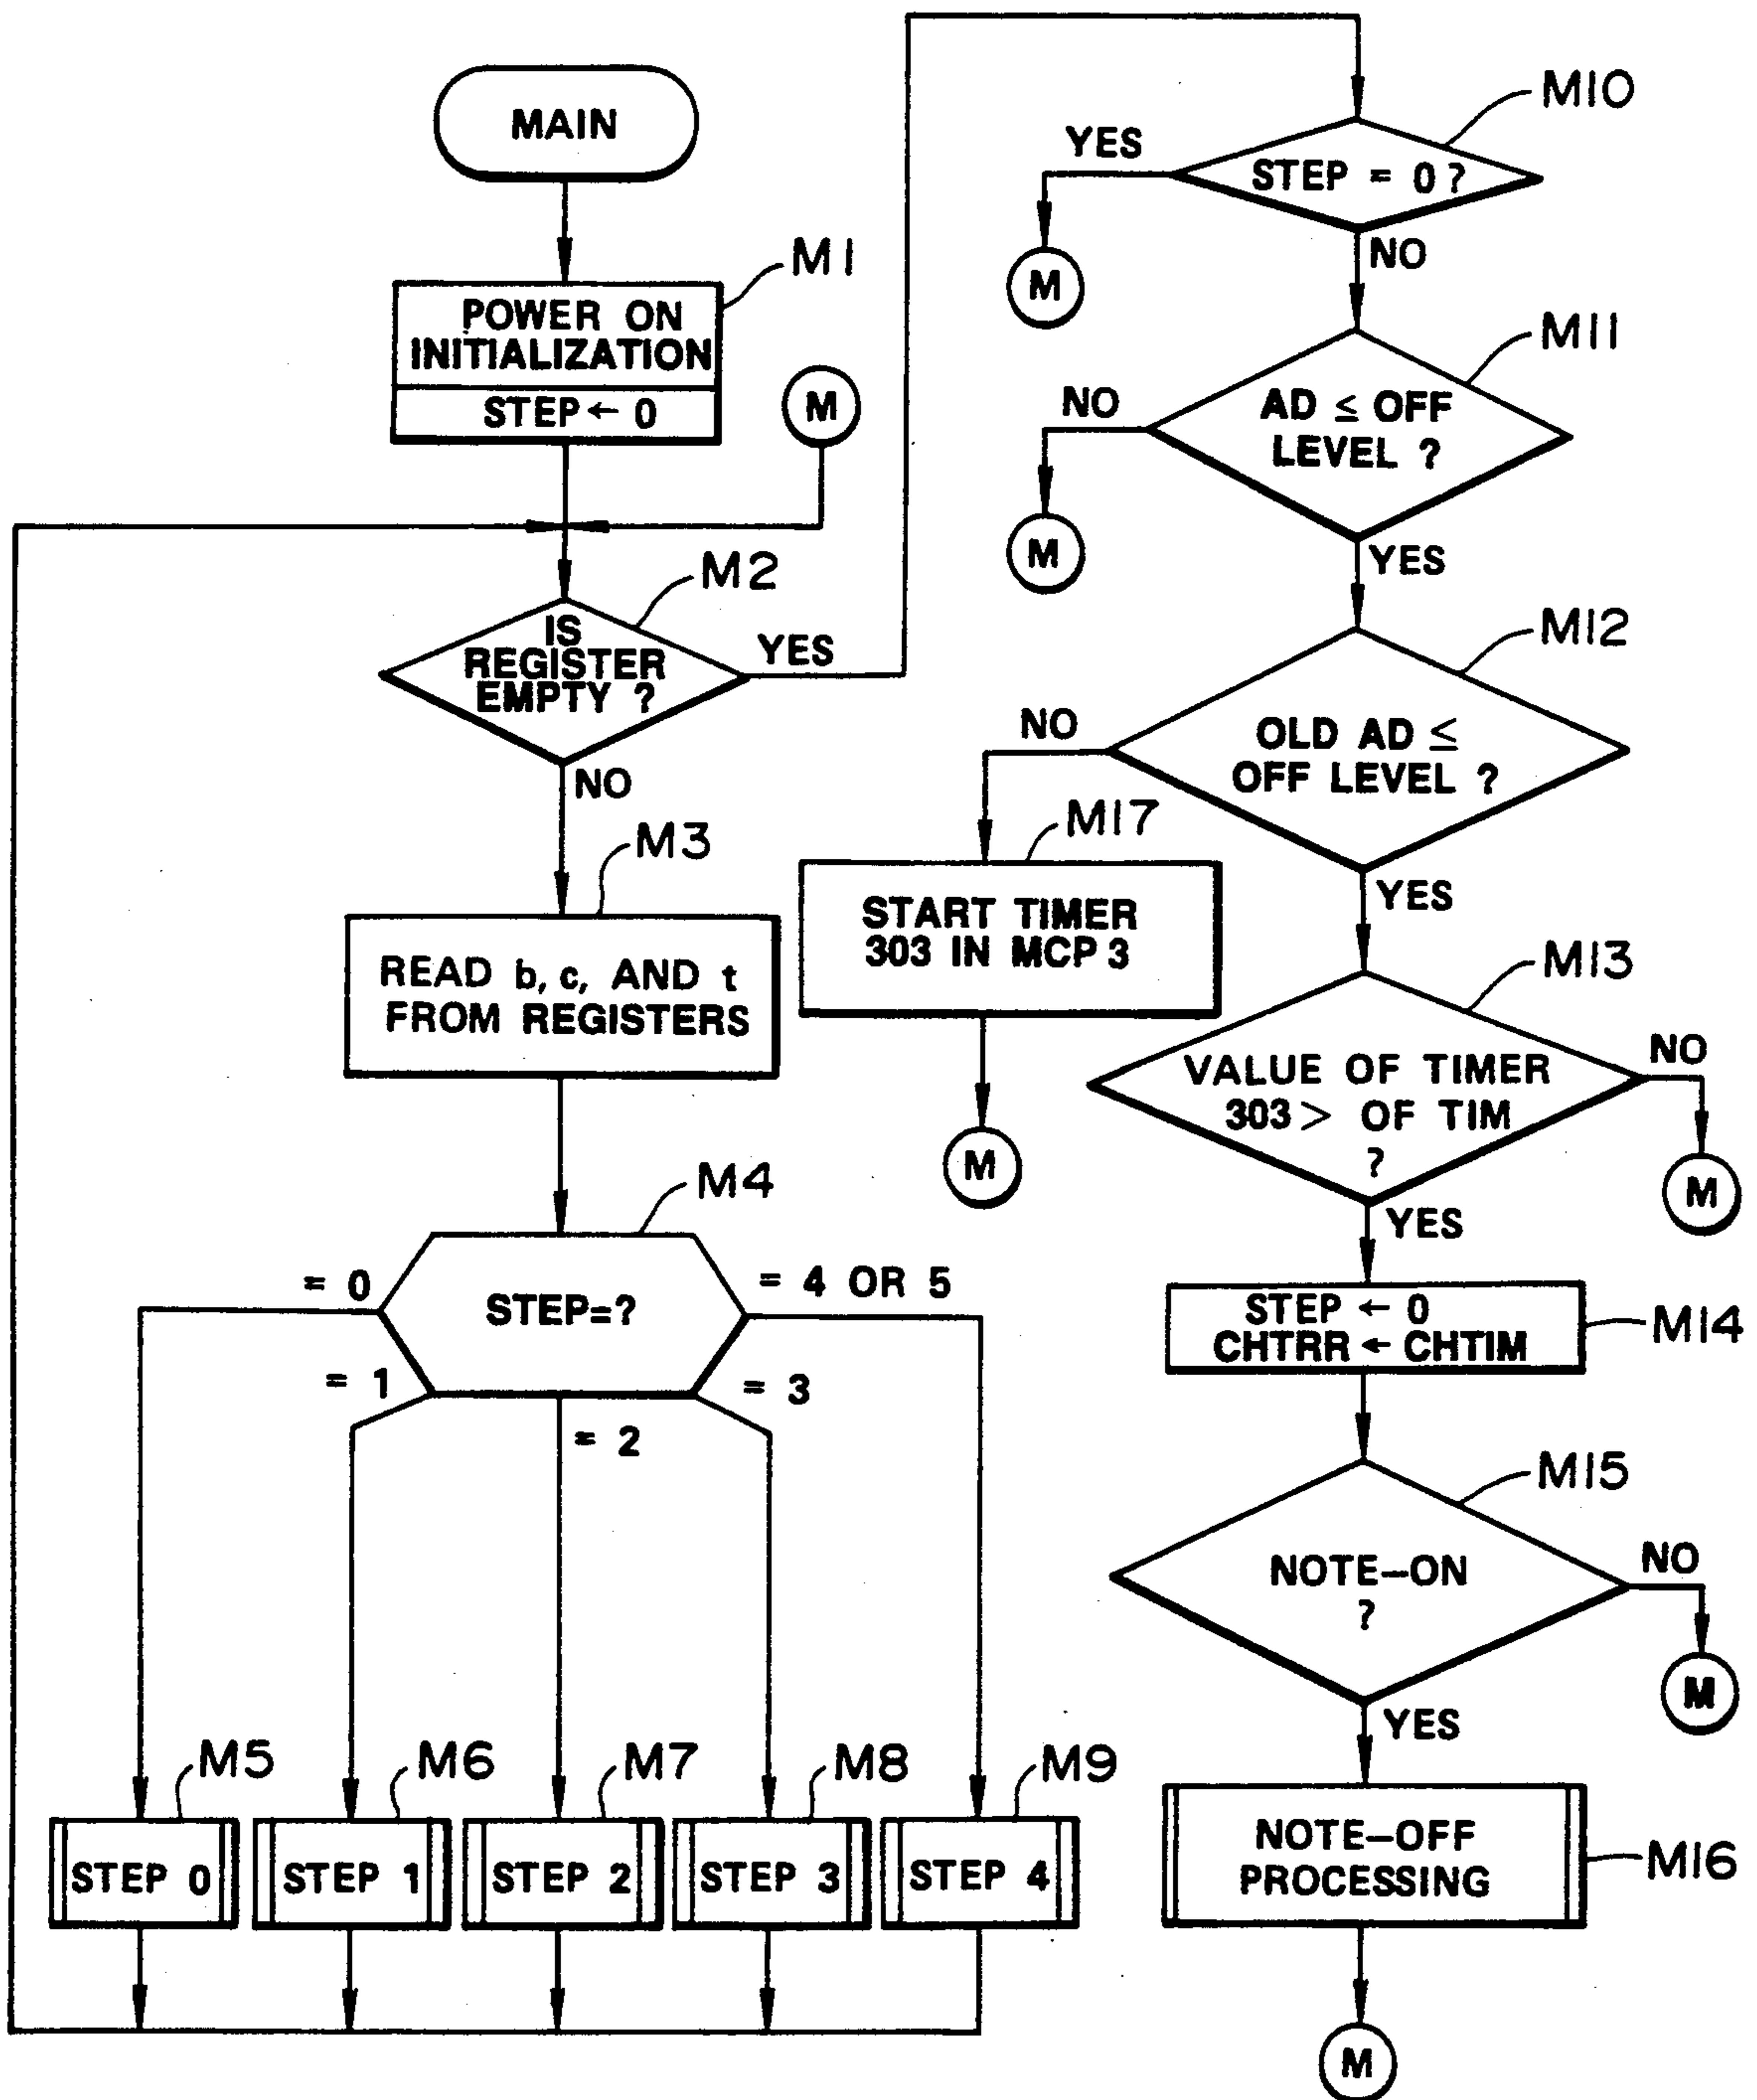 MAIN
M1
POWER ON
INITIALIZATION
STEP ← 0
M
M2
IS
REGISTER
EMPTY ?
YES
NO
M3
READ b, c, AND t
FROM REGISTERS
M4
STEP=?
= 0
= 1
= 2
= 3
= 4 OR 5
M5
STEP 0
M6
STEP 1
M7
STEP 2
M8
STEP 3
M9
STEP 4
M10
STEP = 0 ?
YES
M
NO
M11
AD ≤ OFF
LEVEL ?
NO
M
YES
M12
OLD AD ≤
OFF LEVEL ?
NO
M17
START TIMER
303 IN MCP 3
M
YES
M13
VALUE OF TIMER
303 > OF TIM
?
NO
M
YES
STEP ← 0
CHTRR ← CHTIM
M14
M15
NOTE-ON
?
NO
M
YES
NOTE-OFF
PROCESSING
M16
M